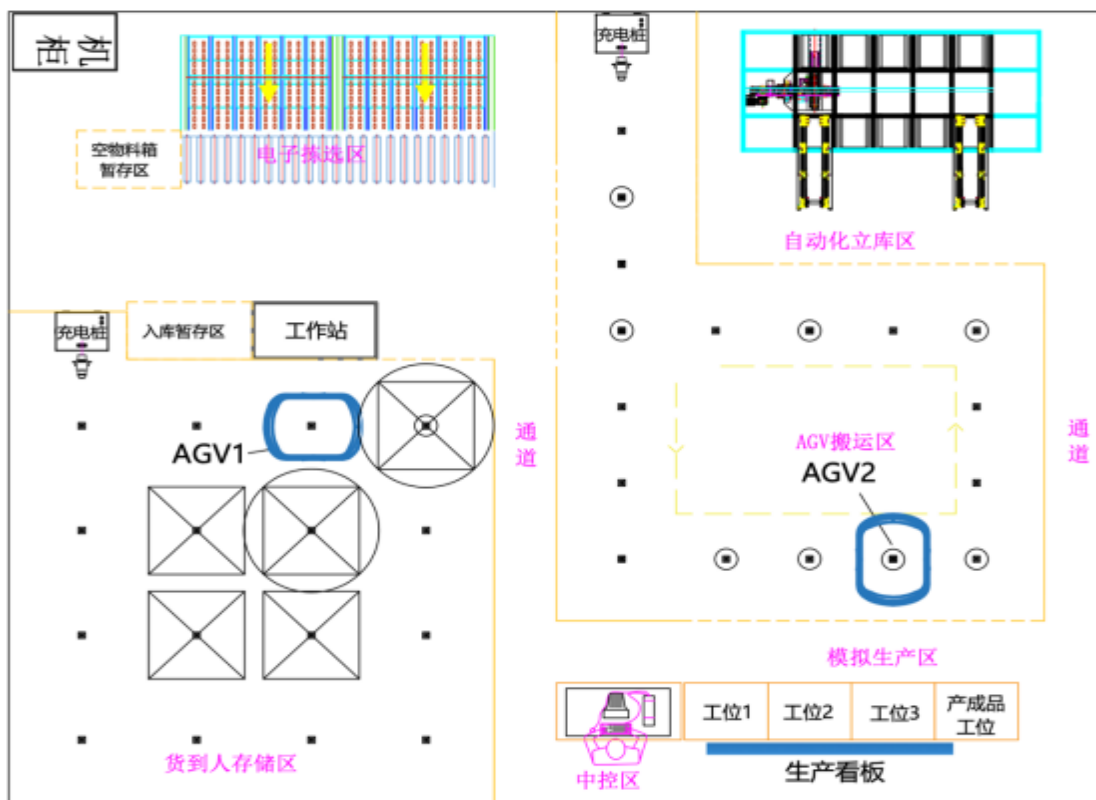 机柜
充电桩
空物料箱
暂存区
电子拣选区
自动化立库区
充电桩
入库暂存区
工作站
通道
通道
AGV1
AGV搬运区
AGV2
模拟生产区
工位1
工位2
工位3
产成品
工位
货到人存储区
中控区
生产看板